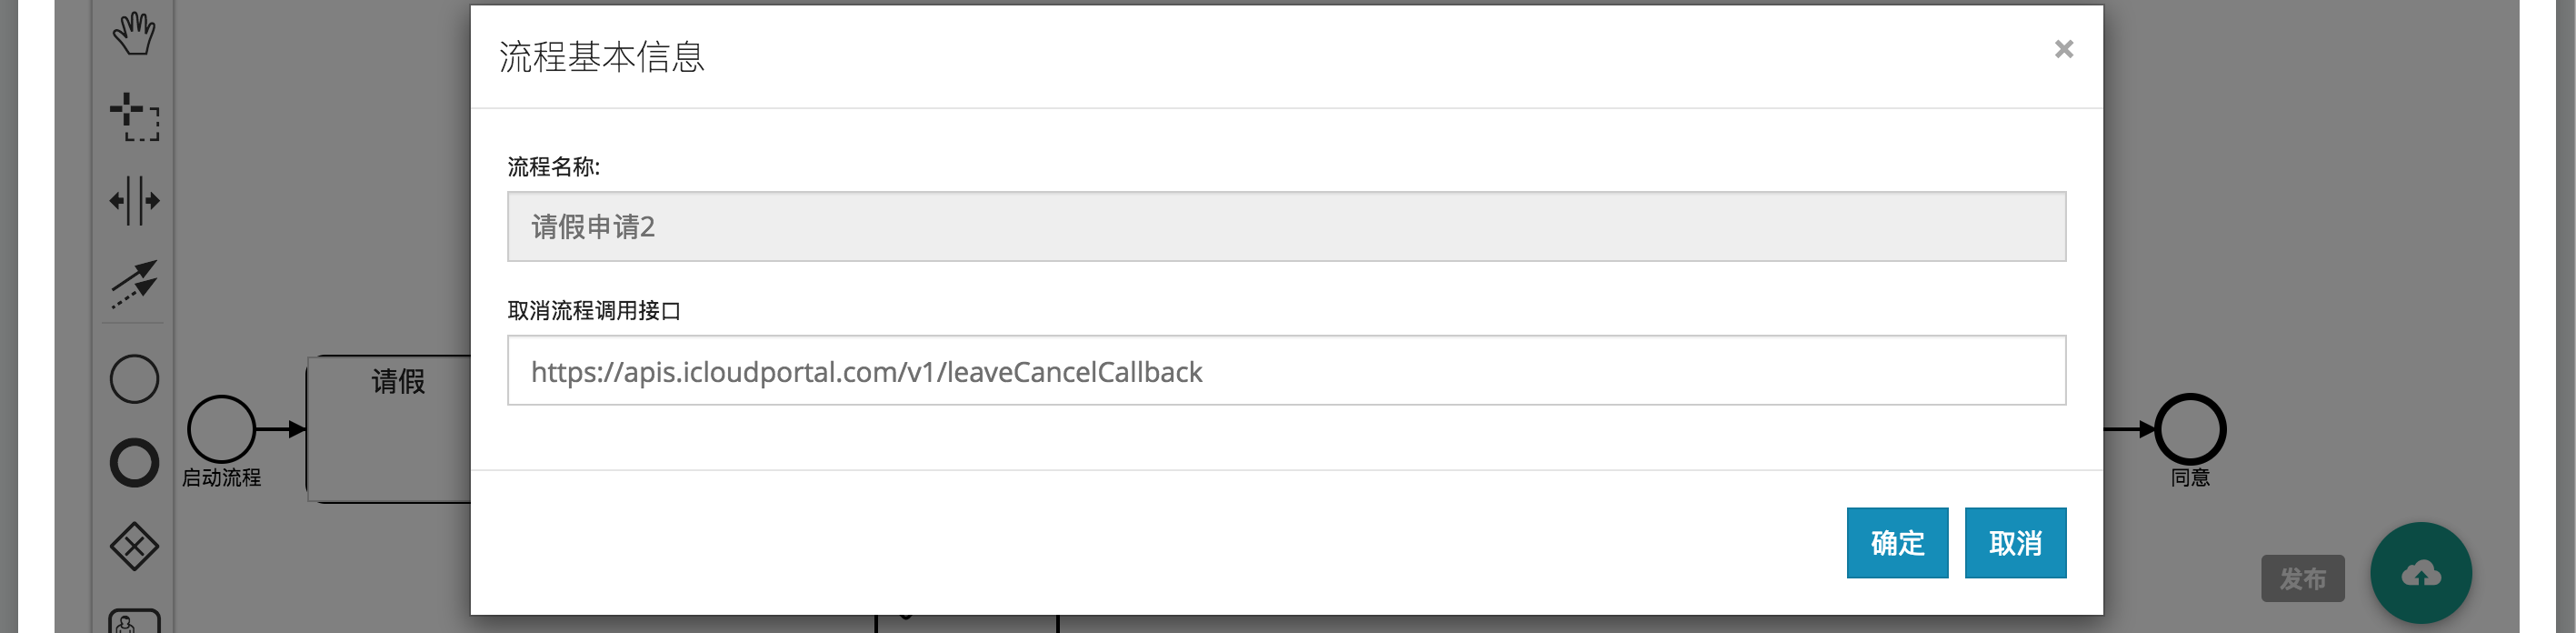 流程基本信息
×
流程名称:
请假申请2
取消流程调用接口
https://apis.icloudportal.com/v1/leaveCancelCallback
请假
启动流程
同意
确定
取消
发布